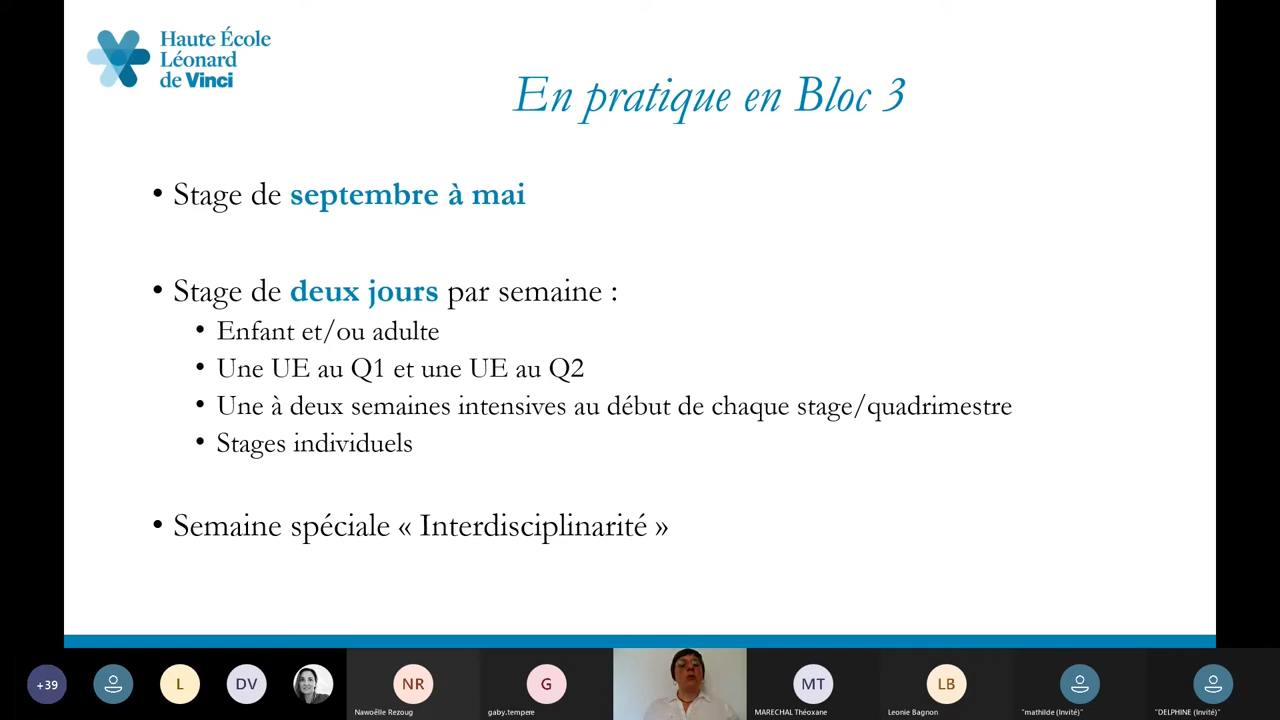 Haute École
Léonard
de Vinci
En pratique en Bloc 3
• Stage de septembre à mai
• Stage de deux jours par semaine :
• Enfant et/ou adulte
• Une UE au Q1 et une UE au Q2
• Une à deux semaines intensives au début de chaque stage/quadrimestre
• Stages individuels
• Semaine spéciale « Interdisciplinarité »
+39
L
DV
NR
G
MT
LB
Nawoëlle Rezoug
gaby.tempere
MARECHAL Théoxane
Leonie Bagnon
"mathilde (Invité)"
"DELPHINE (Invité)"